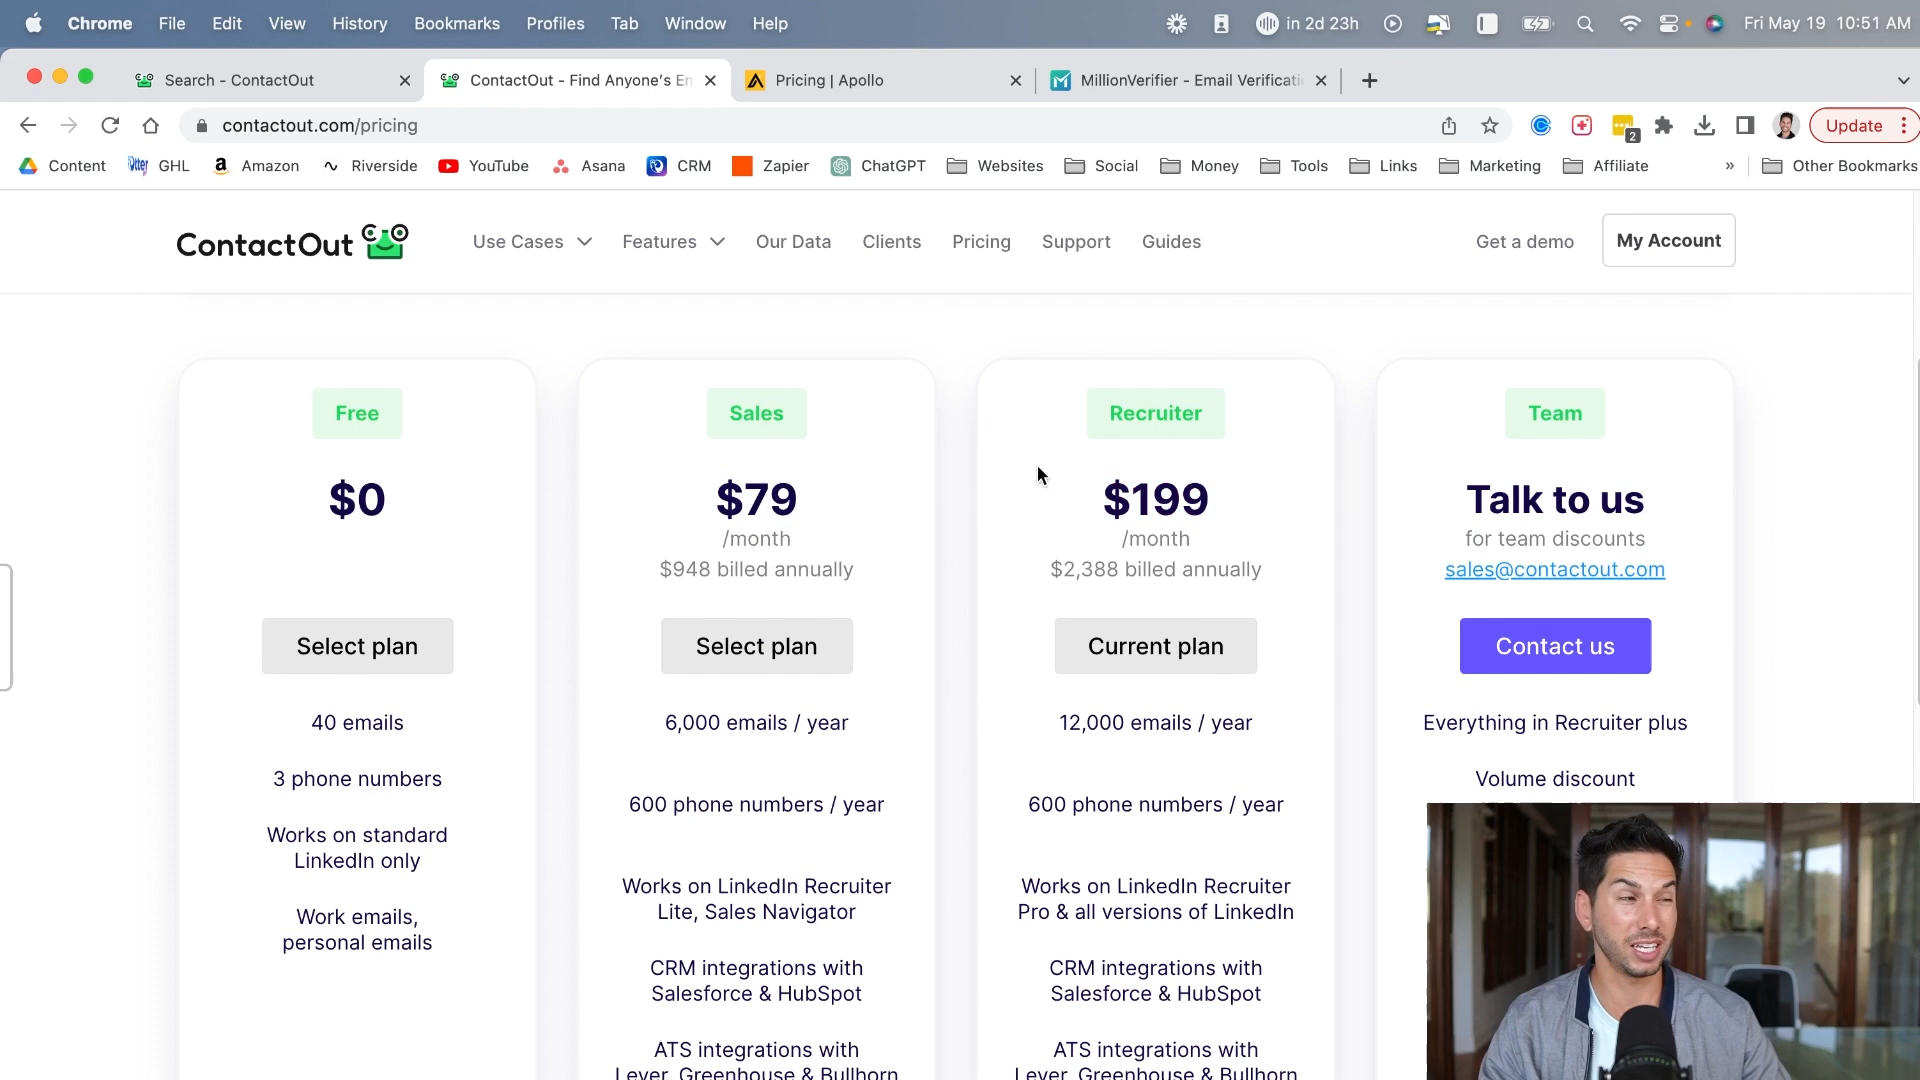 Chrome File Edit View History Bookmarks Profiles Tab Window Help in 2d 23h Fri May 19 10:51 AM
Search - ContactOut ContactOut - Find Anyone's Em Pricing | Apollo MillionVerifier - Email Verificati
contactout.com/pricing 2 Update
Content GHL Amazon Riverside YouTube Asana CRM Zapier ChatGPT Websites Social Money Tools Links Marketing Affiliate » Other Bookmarks
ContactOut Use Cases Features Our Data Clients Pricing Support Guides Get a demo My Account
Free
$0
Select plan
40 emails
3 phone numbers
Works on standard
LinkedIn only
Work emails,
personal emails
Sales
$79
/month
$948 billed annually
Select plan
6,000 emails / year
600 phone numbers / year
Works on LinkedIn Recruiter
Lite, Sales Navigator
CRM integrations with
Salesforce & HubSpot
ATS integrations with
Lever, Greenhouse & Bullhorn
Recruiter
$199
/month
$2,388 billed annually
Current plan
12,000 emails / year
600 phone numbers / year
Works on LinkedIn Recruiter
Pro & all versions of LinkedIn
CRM integrations with
Salesforce & HubSpot
ATS integrations with
Lever, Greenhouse & Bullhorn
Team
Talk to us
for team discounts
sales@contactout.com
Contact us
Everything in Recruiter plus
Volume discount